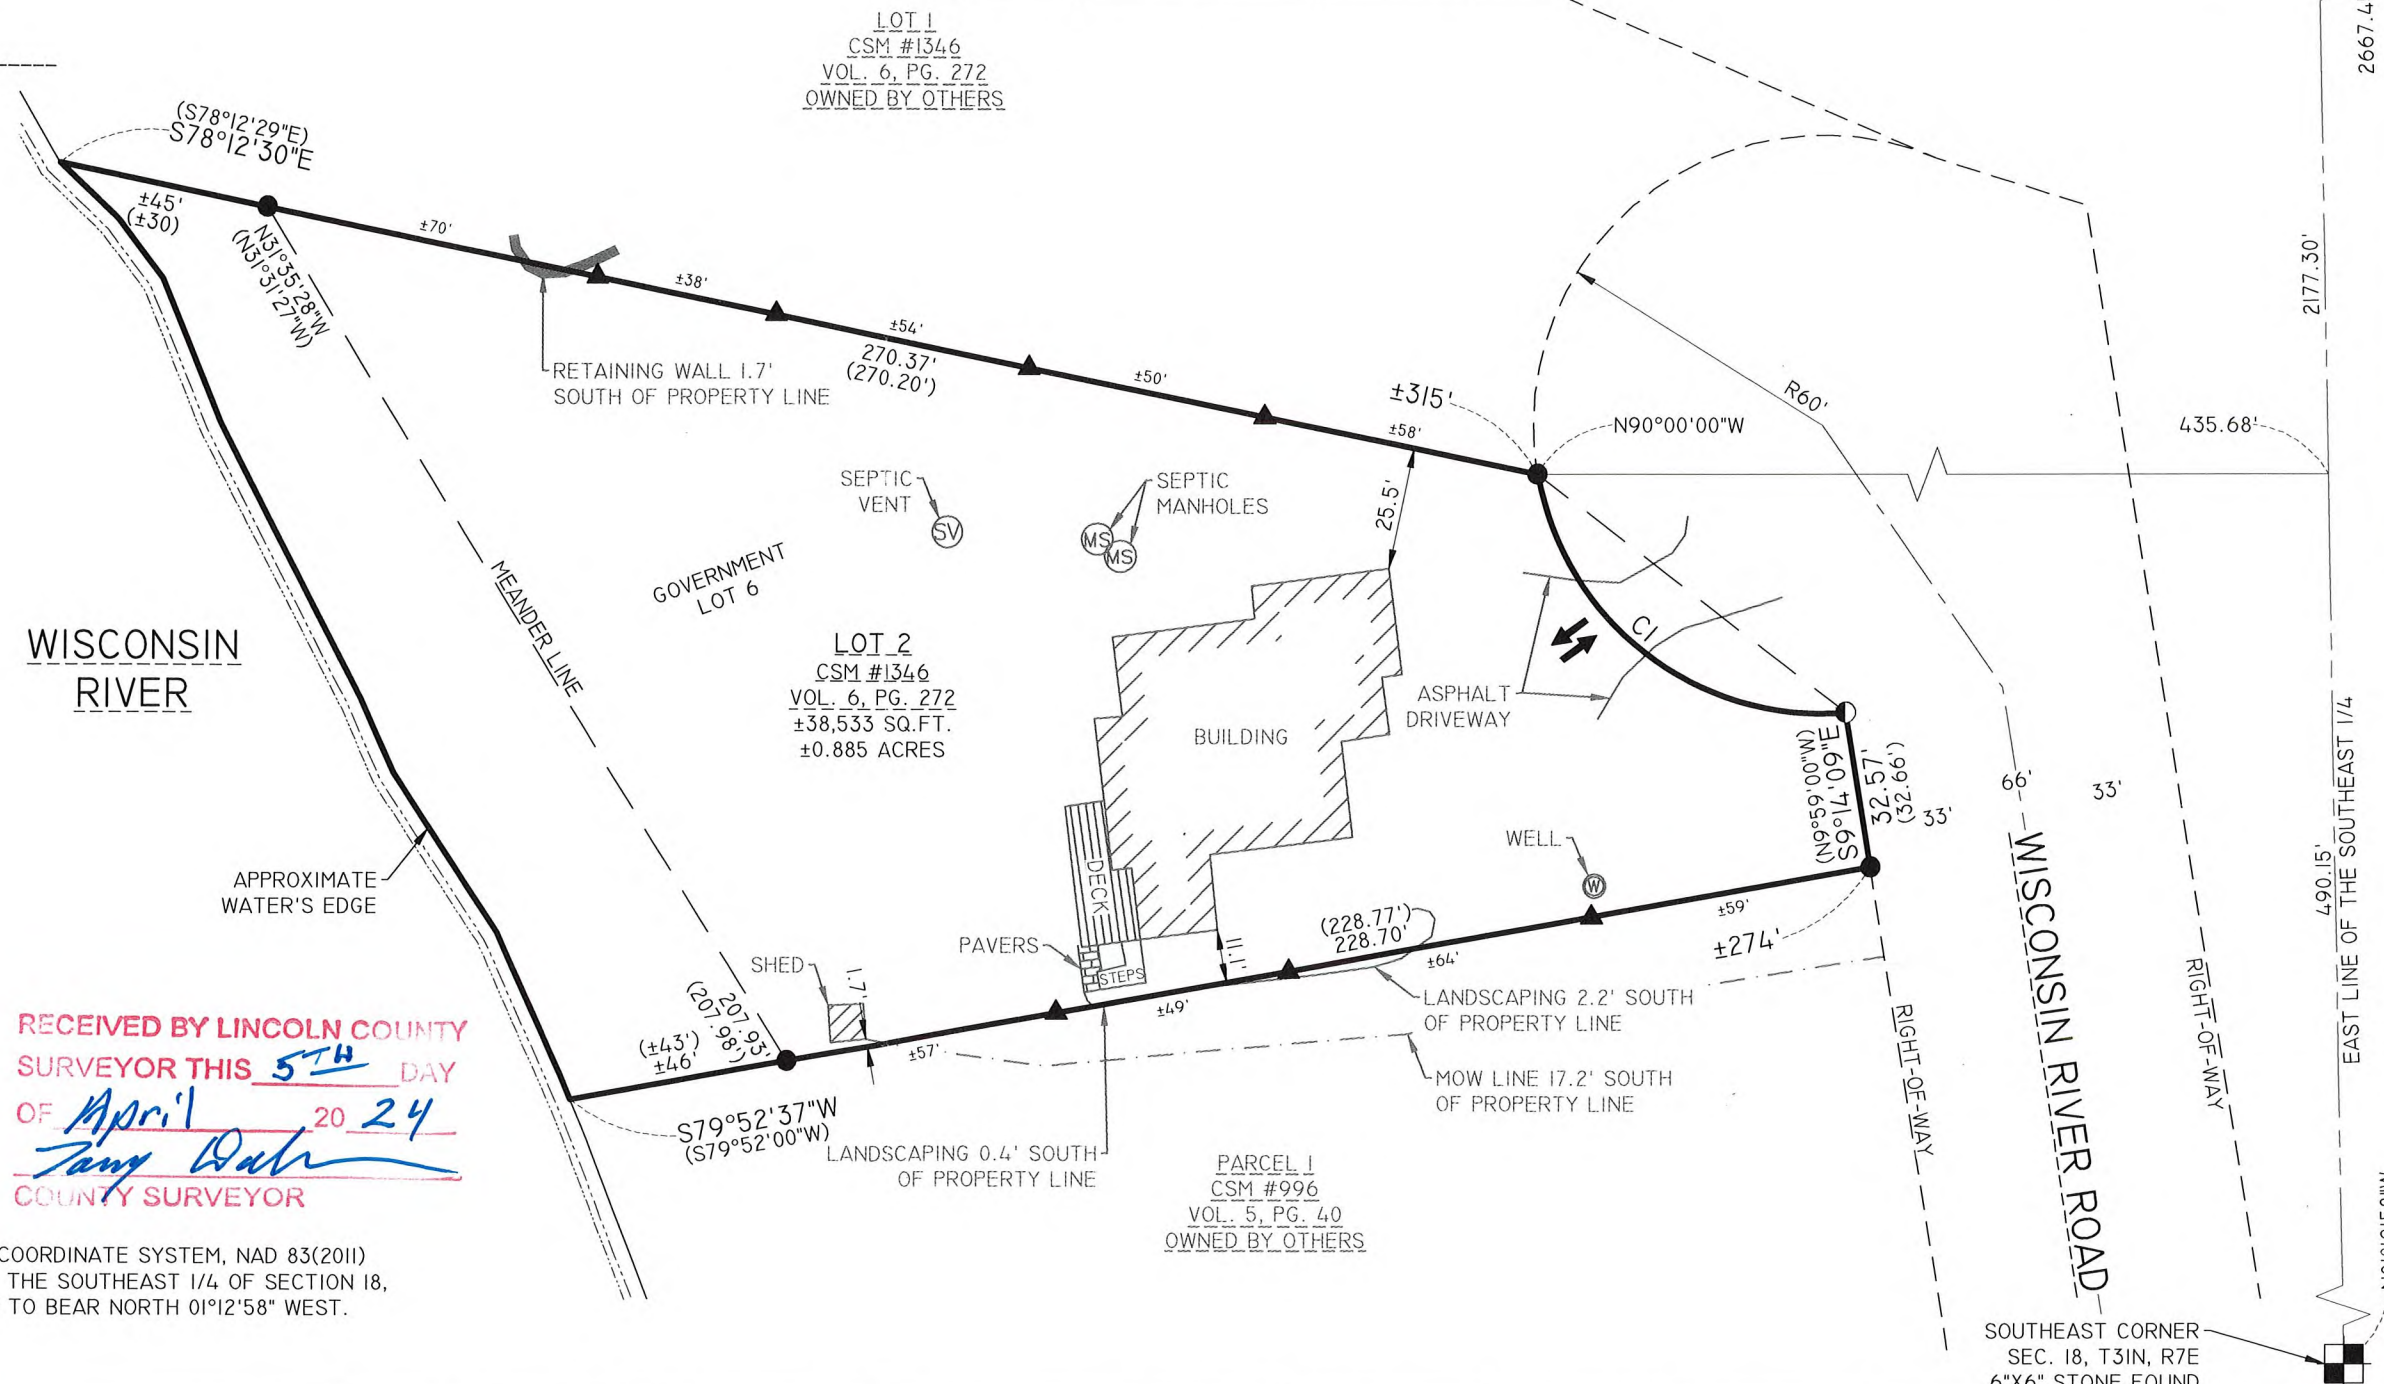 LOT 1
CSM #1346
VOL. 6, PG. 272
OWNED BY OTHERS
2667.4
(S78°12'29"E)
S78°12'30"E
±45'
(±30)
N31°35'28"W
(N31°31'27"W)
±70'
±38'
±54'
270.37'
(270.20')
±50'
±58'
±315'
N90°00'00"W
R60'
435.68'
2177.30'
RETAINING WALL 1.7'
SOUTH OF PROPERTY LINE
SEPTIC
VENT
SV
SEPTIC
MANHOLES
MS
MS
25.5'
GOVERNMENT
LOT 6
MEANDER LINE
WISCONSIN
RIVER
LOT 2
CSM #1346
VOL. 6, PG. 272
±38,533 SQ.FT.
±0.885 ACRES
BUILDING
C1
ASPHALT
DRIVEWAY
(N9°59'00"W)
S9°14'09"E
32.57'
(32.66')
33'
66'
33'
WISCONSIN RIVER ROAD
RIGHT-OF-WAY
RIGHT-OF-WAY
490.15'
EAST LINE OF THE SOUTHEAST 1/4
APPROXIMATE
WATER'S EDGE
DECK
WELL
W
PAVERS
STEPS
11.1'
SHED
1.7'
(228.77')
228.70'
±59'
±64'
±274'
±49'
±57'
207.93'
(207.98')
(±43')
±46'
LANDSCAPING 2.2' SOUTH
OF PROPERTY LINE
MOW LINE 17.2' SOUTH
OF PROPERTY LINE
S79°52'37"W
(S79°52'00"W)
LANDSCAPING 0.4' SOUTH
OF PROPERTY LINE
PARCEL 1
CSM #996
VOL. 5, PG. 40
OWNED BY OTHERS
RECEIVED BY LINCOLN COUNTY
SURVEYOR THIS 5TH DAY
OF April 20 24
COUNTY SURVEYOR
COORDINATE SYSTEM, NAD 83(2011)
THE SOUTHEAST 1/4 OF SECTION 18,
TO BEAR NORTH 01°12'58" WEST.
SOUTHEAST CORNER
SEC. 18, T31N, R7E
6"X6" STONE FOUND